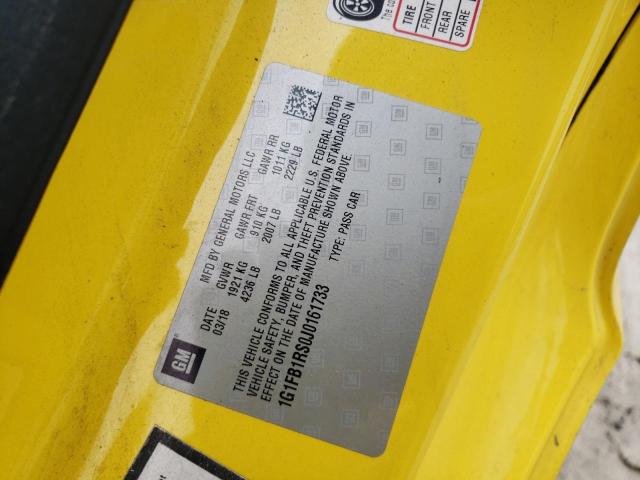 The co
TIRE
FRONT
REAR
SPARE
GM
MFD BY GENERAL MOTORS LLC
DATE GVWR GAWR FRT GAWR RR
03/18 1921 KG 910 KG 1011 KG
4236 LB 2007 LB 2229 LB
THIS VEHICLE CONFORMS TO ALL APPLICABLE U.S. FEDERAL MOTOR
VEHICLE SAFETY, BUMPER, AND THEFT PREVENTION STANDARDS IN
EFFECT ON THE DATE OF MANUFACTURE SHOWN ABOVE.
1G1FB1RS0J0161733 TYPE: PASS CAR